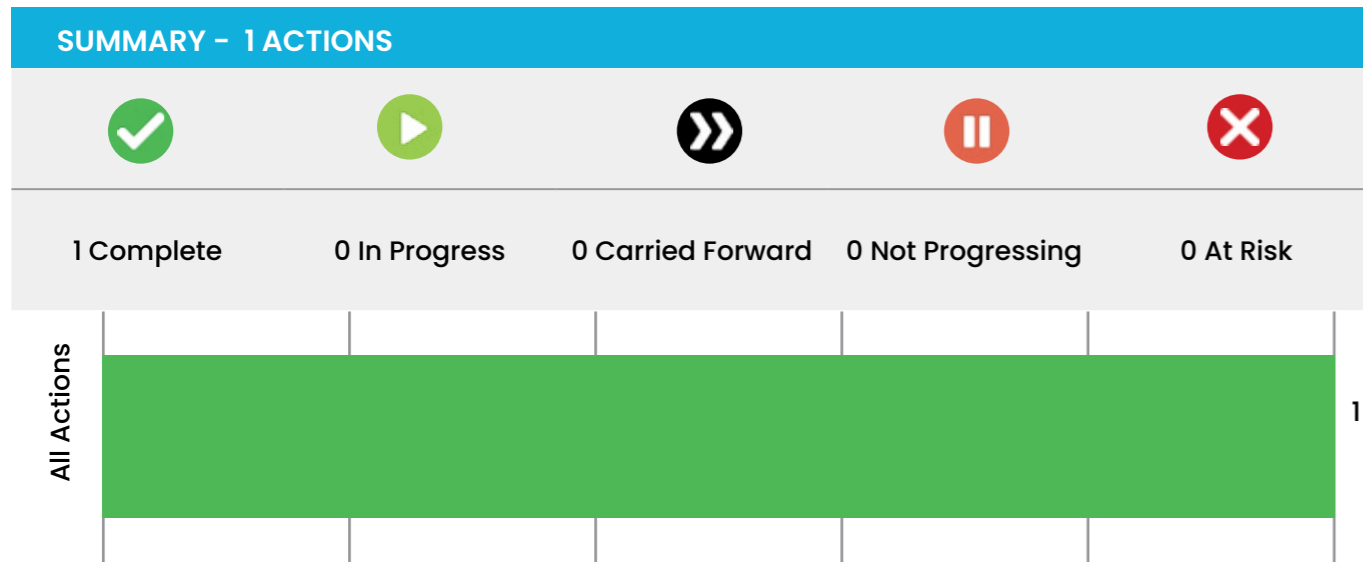 SUMMARY - 1 ACTIONS
1 Complete
0 In Progress
0 Carried Forward
0 Not Progressing
0 At Risk
All Actions
1